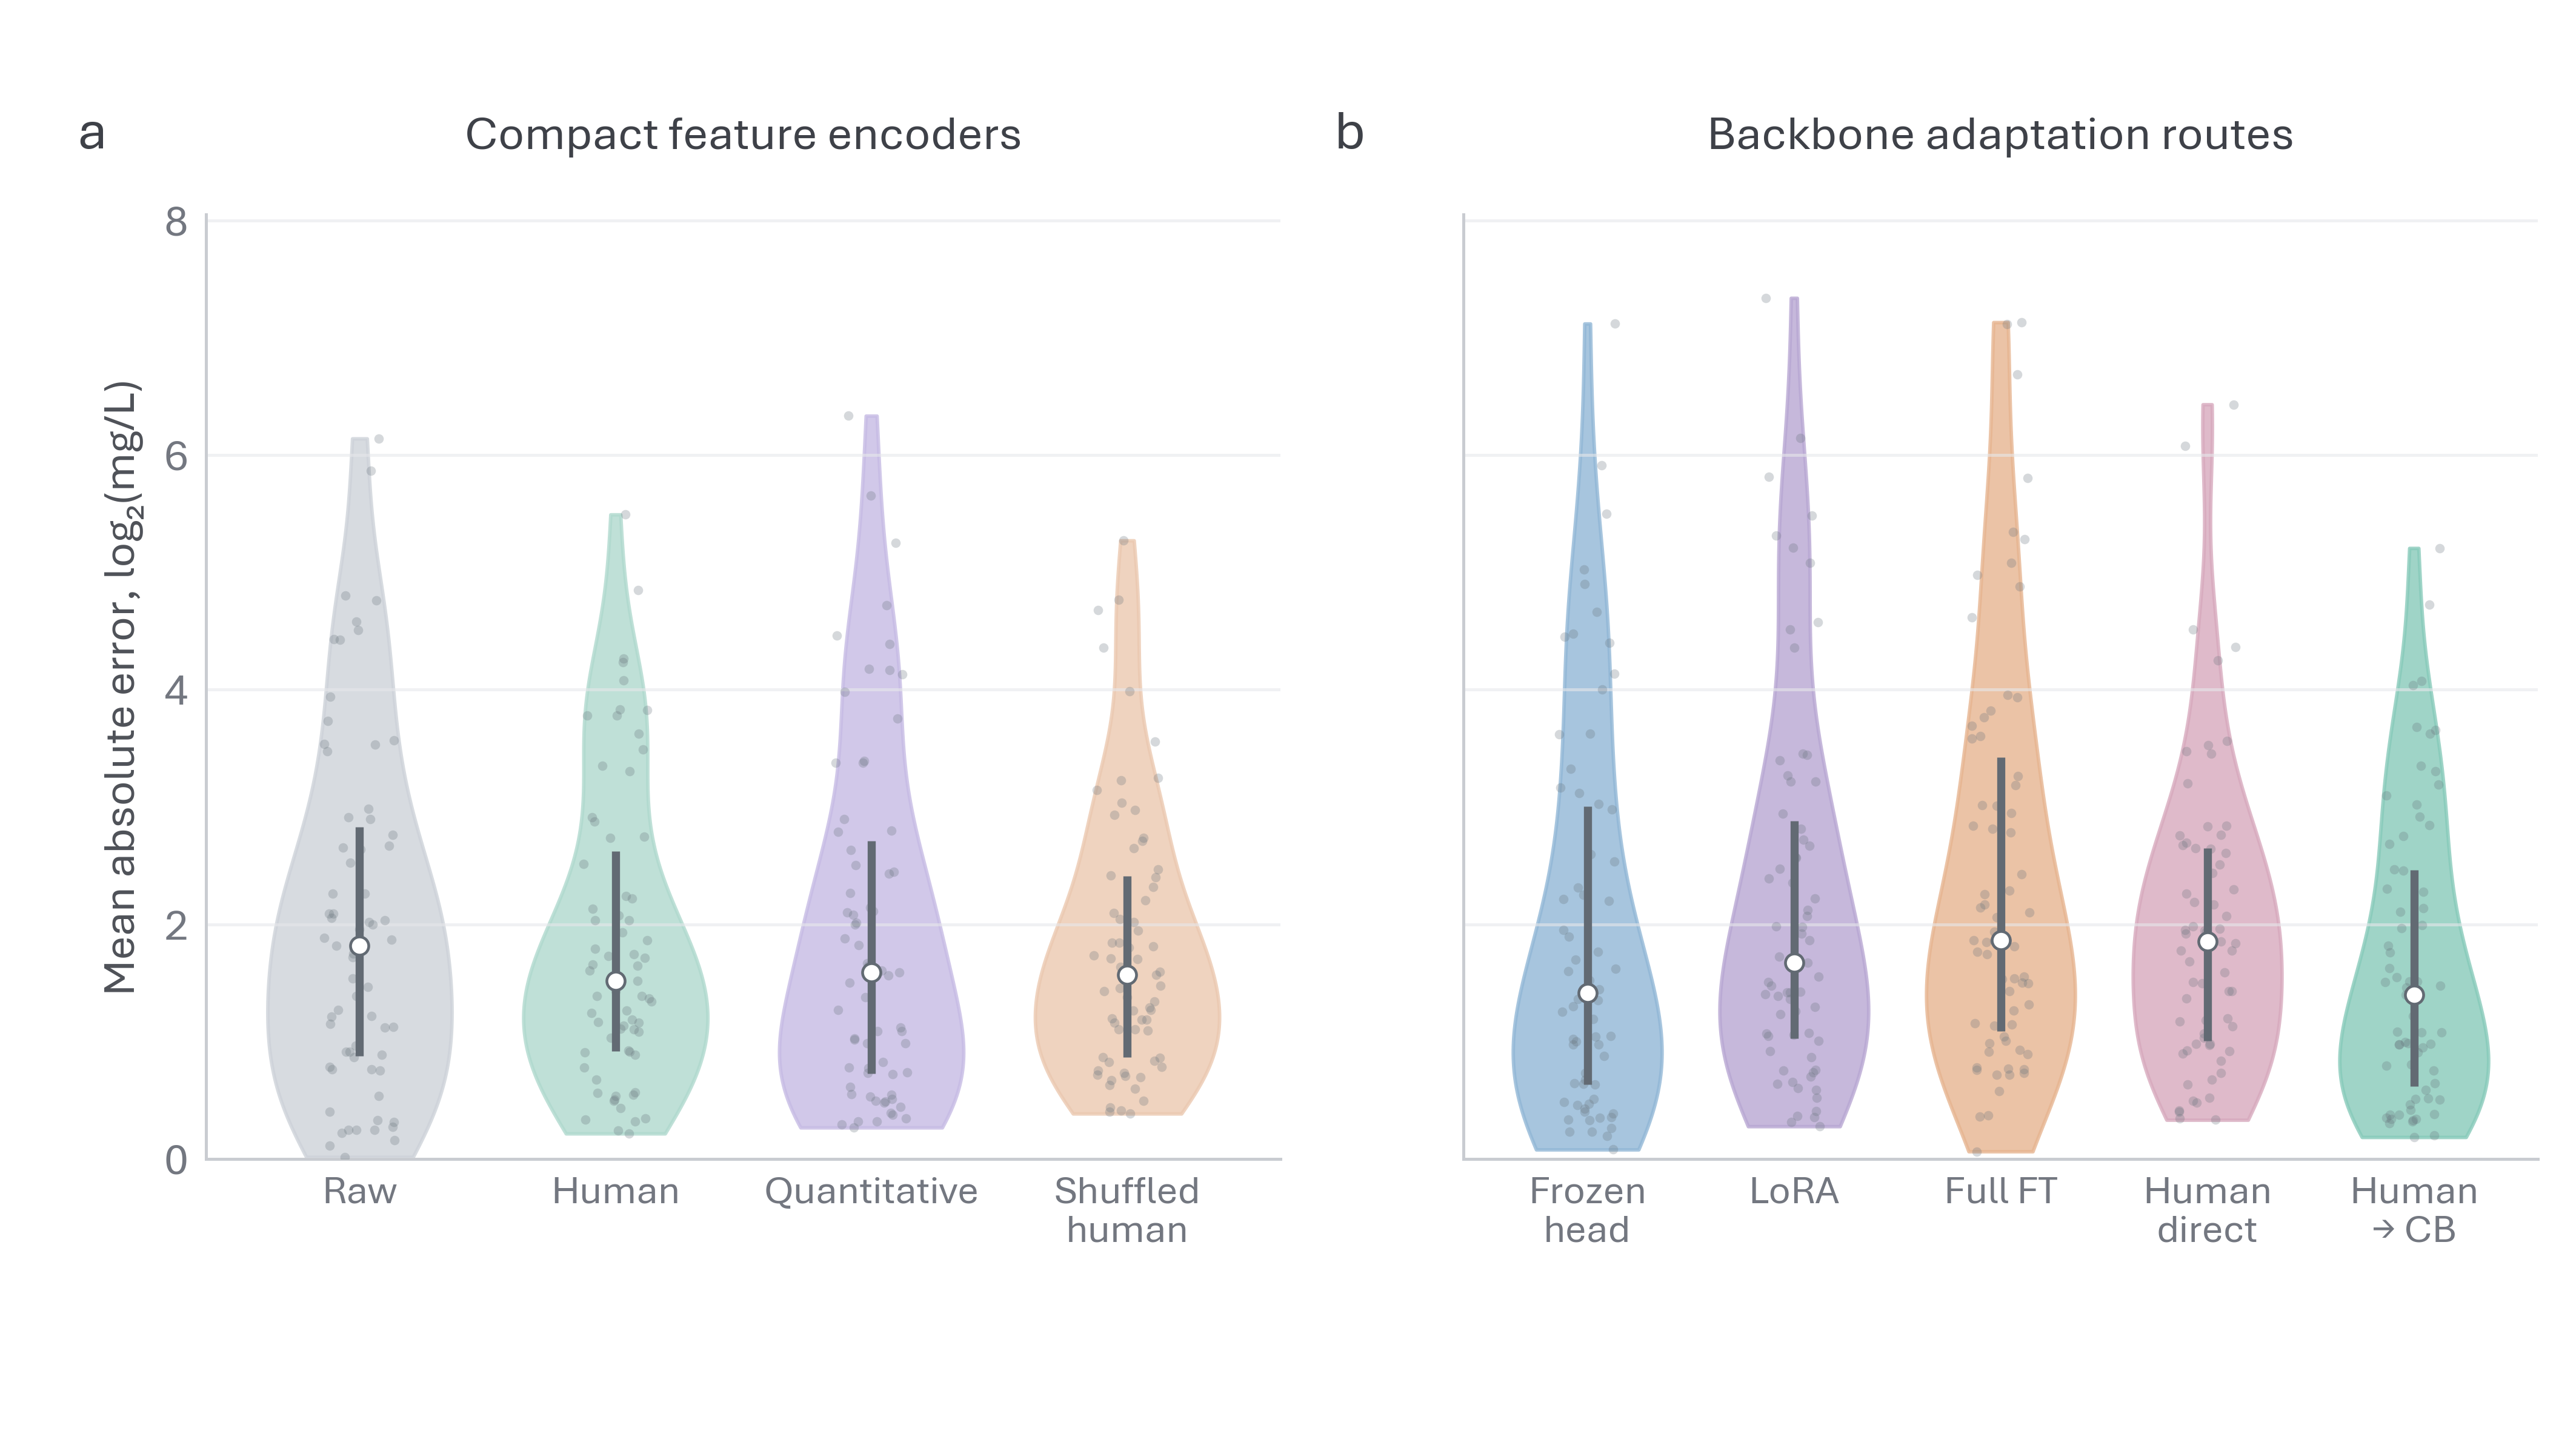 a
Compact feature encoders
Mean absolute error, log₂(mg/L)
8
6
4
2
0
Raw
Human
Quantitative
Shuffled
human
b
Backbone adaptation routes
Frozen
head
LoRA
Full FT
Human
direct
Human
→ CB